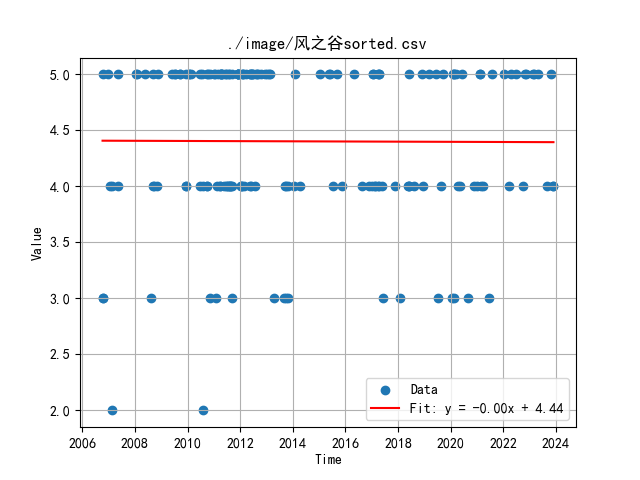 ./image/风之谷sorted.csv
5.0
4.5
4.0
3.5
3.0
2.5
2.0
Value
2006 2008 2010 2012 2014 2016 2018 2020 2022 2024
Time
Data
Fit: y = -0.00x + 4.44